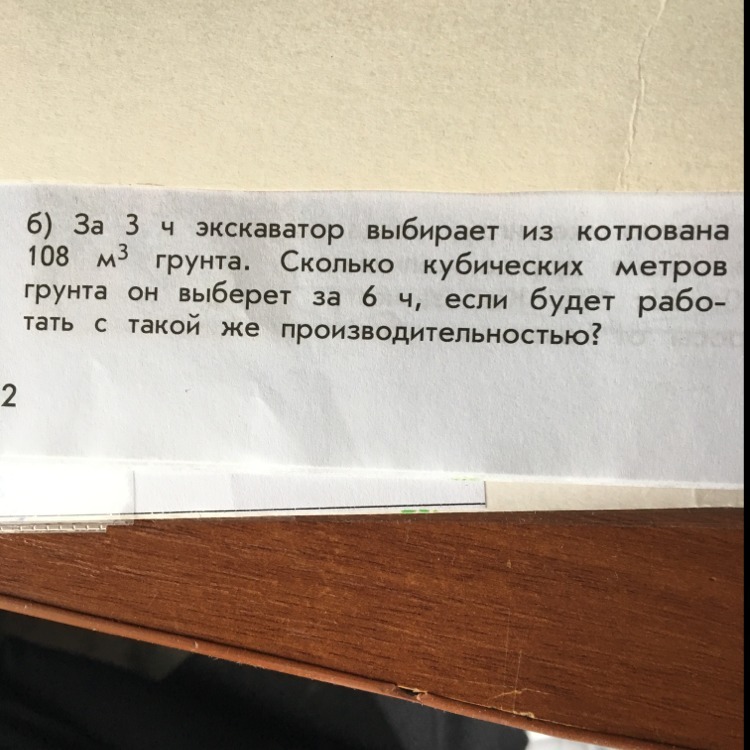 б) За 3 ч экскаватор выбирает из котлована
108 м³ грунта. Сколько кубических метров
грунта он выберет за 6 ч, если будет рабо-
тать с такой же производительностью?
2